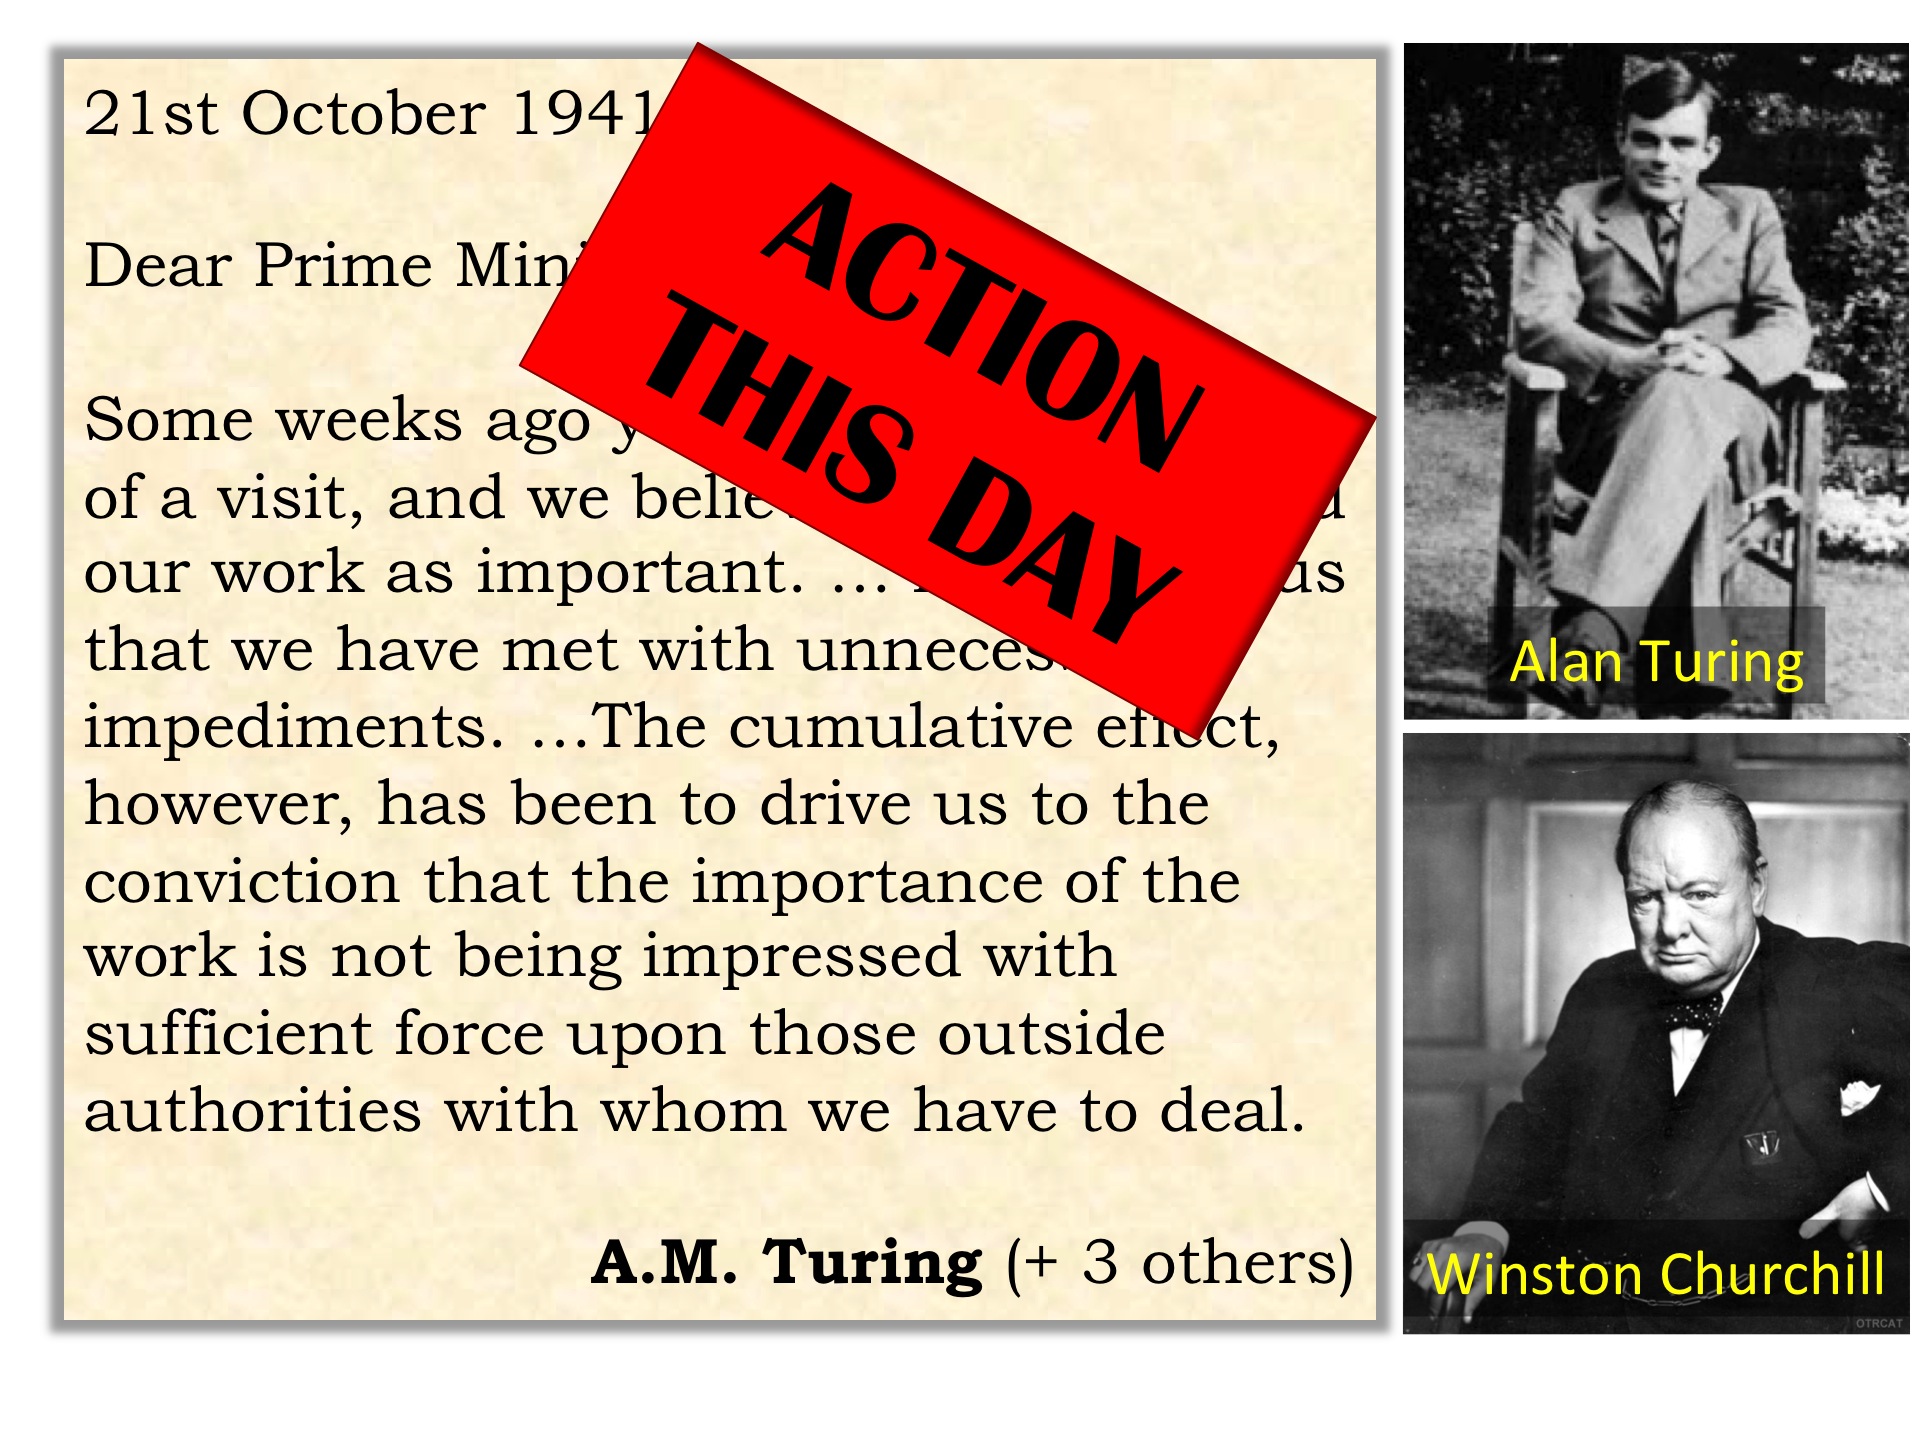 21st October 1941
Dear Prime
Some weeks ago
of a visit, and we
our work as important. … us
that we have met with
impediments. …The cumulative effect,
however, has been to drive us to the
conviction that the importance of the
work is not being impressed with
sufficient force upon those outside
authorities with whom we have to deal.
A.M. Turing (+ 3 others)
ACTION
THIS DAY
Alan Turing
Winston Churchill
OTRCAT